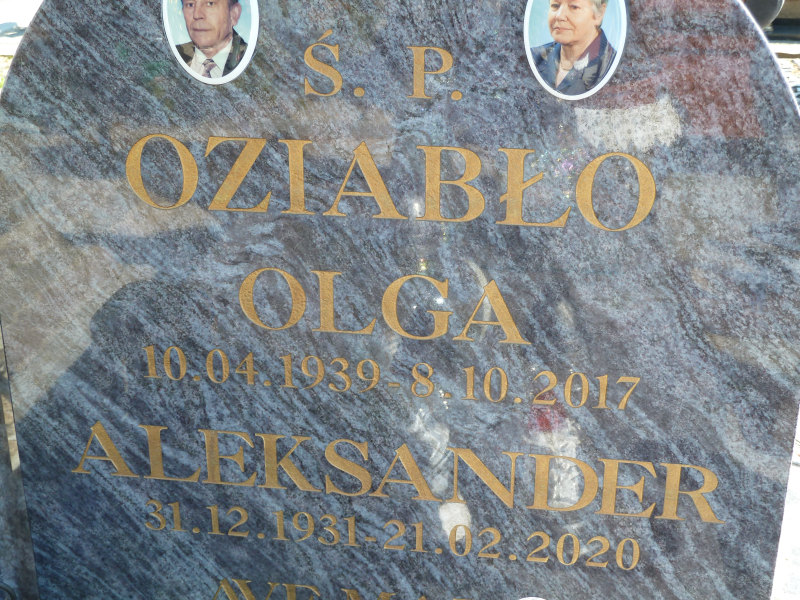 Ś. P.
OZIABŁO
OLGA
10.04.1939-8.10.2017
ALEKSANDER
31.12.1931-21.02.2020